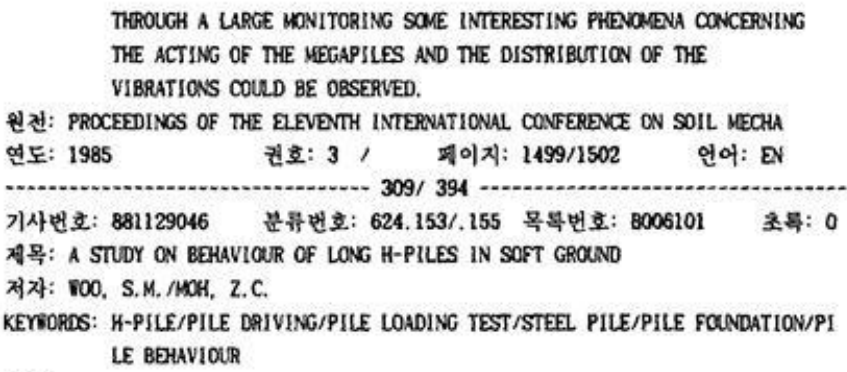 THROUGH A LARGE MONITORING SOME INTERESTING PHENOMENA CONCERNING
THE ACTING OF THE MEGAPILES AND THE DISTRIBUTION OF THE
VIBRATIONS COULD BE OBSERVED.
원전: PROCEEDINGS OF THE ELEVENTH INTERNATIONAL CONFERENCE ON SOIL MECHA
연도: 1985 권호: 3 / 페이지: 1499/1502 언어: EN
---------------------------------- 309/ 394 ----------------------------------
기사번호: 881129046 분류번호: 624.153/.155 목록번호: B006101 초록: 0
제목: A STUDY ON BEHAVIOUR OF LONG H-PILES IN SOFT GROUND
저자: WOO, S.M./MOH, Z.C.
KEYWORDS: H-PILE/PILE DRIVING/PILE LOADING TEST/STEEL PILE/PILE FOUNDATION/PI
LE BEHAVIOUR